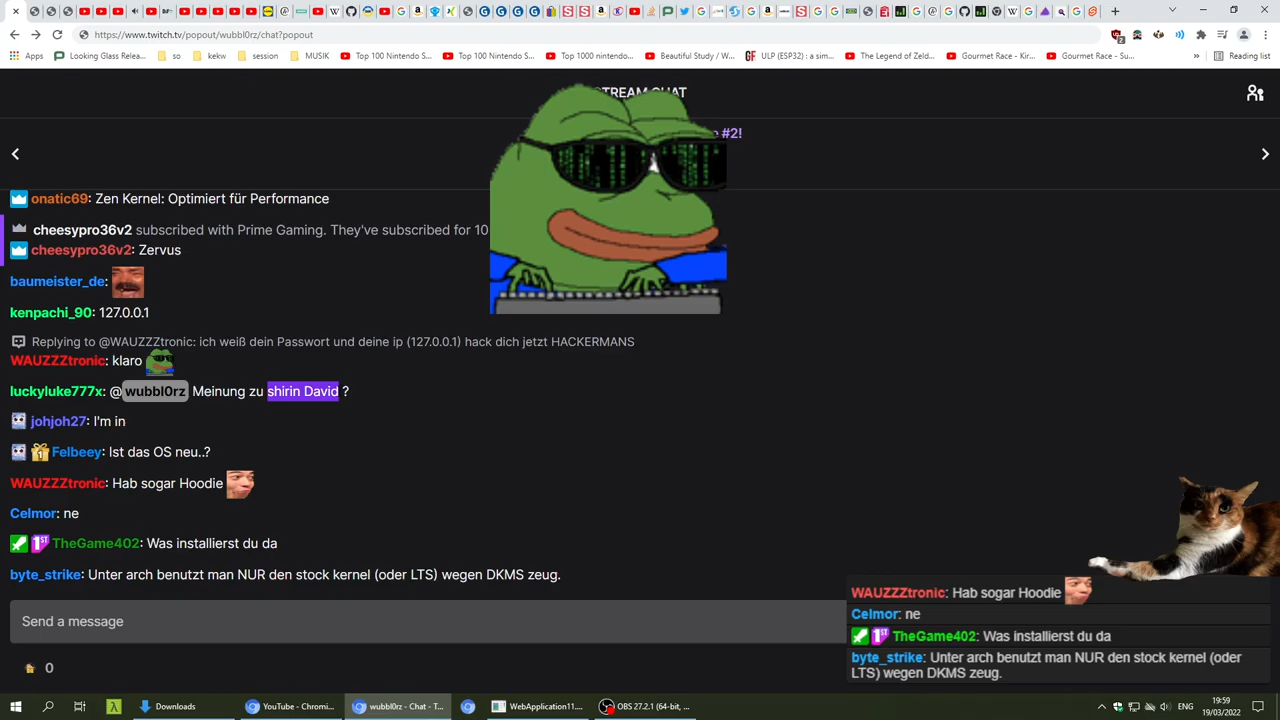 https://www.twitch.tv/popout/wubbl0rz/chat?popout
Apps
Looking Glass Relea...
so
kekw
session
MUSIK
Top 100 Nintendo S...
Top 100 Nintendo S...
Top 1000 nintendo...
Beautiful Study / W...
ULP (ESP32) : a sim...
The Legend of Zeld...
Gourmet Race - Kir...
Gourmet Race - Su...
»
Reading list
STREAM CHAT
#2!
onatic69: Zen Kernel: Optimiert für Performance
cheesypro36v2 subscribed with Prime Gaming. They've subscribed for 10
cheesypro36v2: Zervus
baumeister_de:
kenpachi_90: 127.0.0.1
Replying to @WAUZZZtronic: ich weiß dein Passwort und deine ip (127.0.0.1) hack dich jetzt HACKERMANS
WAUZZZtronic: klaro
luckyluke777x: @wubbl0rz Meinung zu shirin David ?
johjoh27: I'm in
Felbeey: Ist das OS neu..?
WAUZZZtronic: Hab sogar Hoodie
Celmor: ne
TheGame402: Was installierst du da
byte_strike: Unter arch benutzt man NUR den stock kernel (oder LTS) wegen DKMS zeug.
Send a message
0
WAUZZZtronic: Hab sogar Hoodie
Celmor: ne
TheGame402: Was installierst du da
byte_strike: Unter arch benutzt man NUR den stock kernel (oder
LTS) wegen DKMS zeug.
Downloads
YouTube - Chromi...
wubbl0rz - Chat - T...
WebApplication11...
OBS 27.2.1 (64-bit, ...
ENG
19:59
19/03/2022